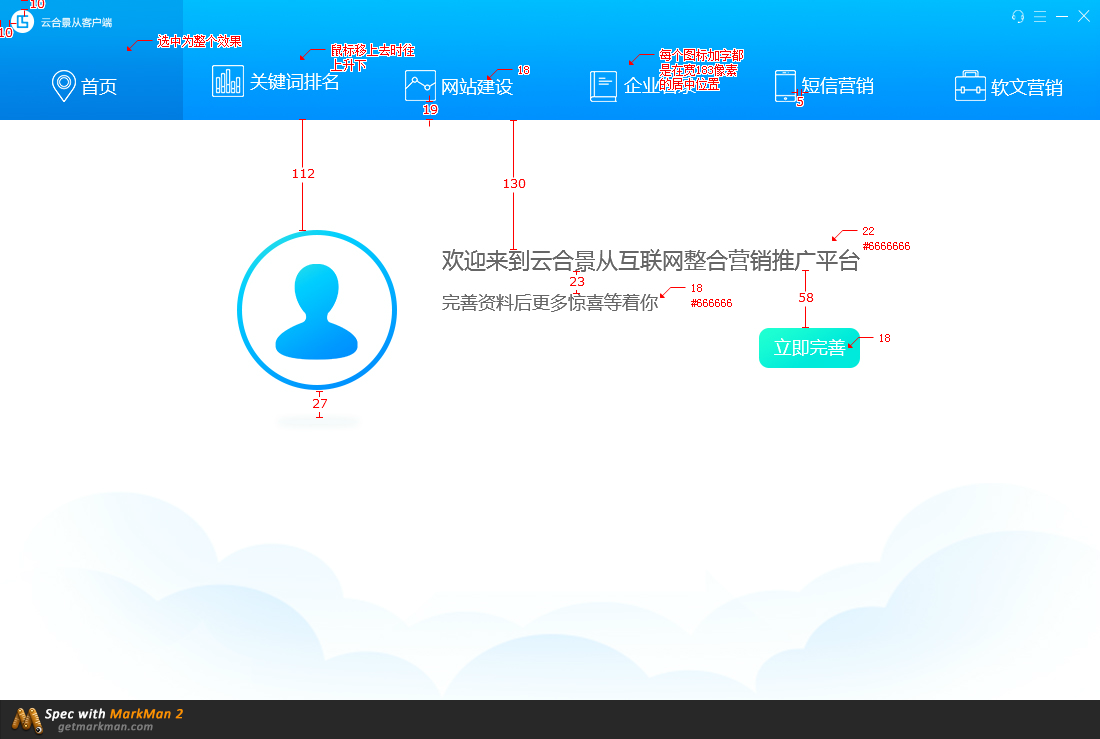 10
10
云合景从客户端
选中为整个效果
鼠标移上去时往
上升下
18
每个图标加字都
是在宽183像素
的居中位置
首页
关键词排名
网站建设
短信营销
软文营销
19
5
112
130
22
#6666666
欢迎来到云合景从互联网整合营销推广平台
23
18
#666666
完善资料后更多惊喜等着你
58
立即完善
18
27
Spec with MarkMan 2
getmarkman.com